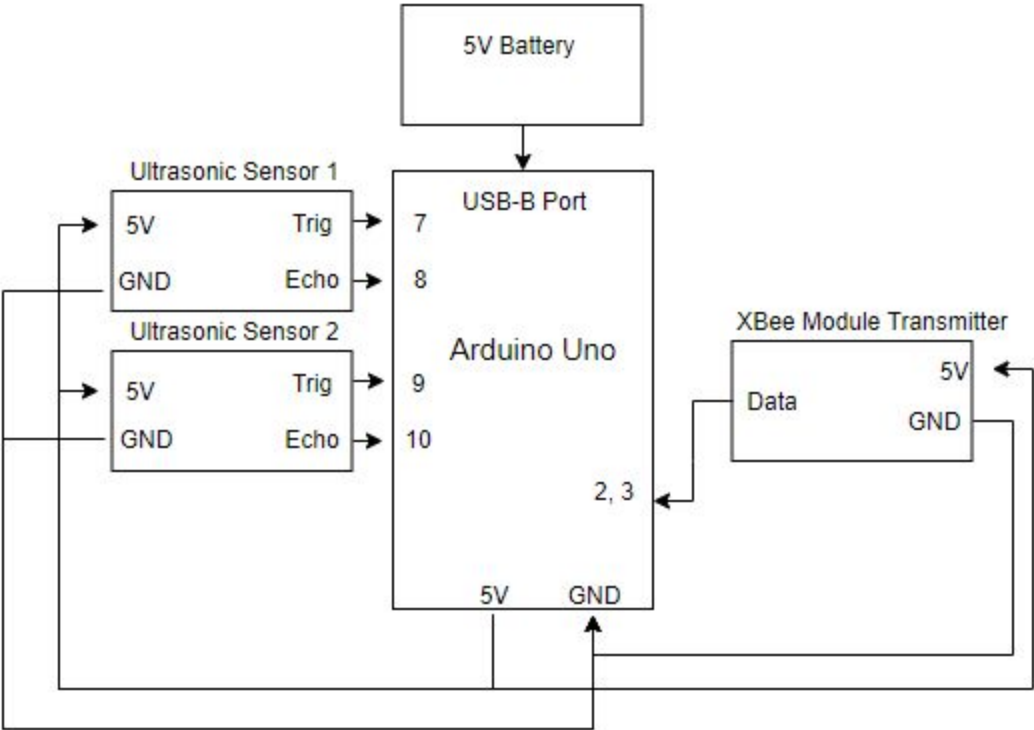 5V Battery
Ultrasonic Sensor 1
5V
Trig
GND
Echo
Ultrasonic Sensor 2
5V
Trig
GND
Echo
USB-B Port
7
8
Arduino Uno
9
10
2, 3
5V
GND
XBee Module Transmitter
5V
Data
GND